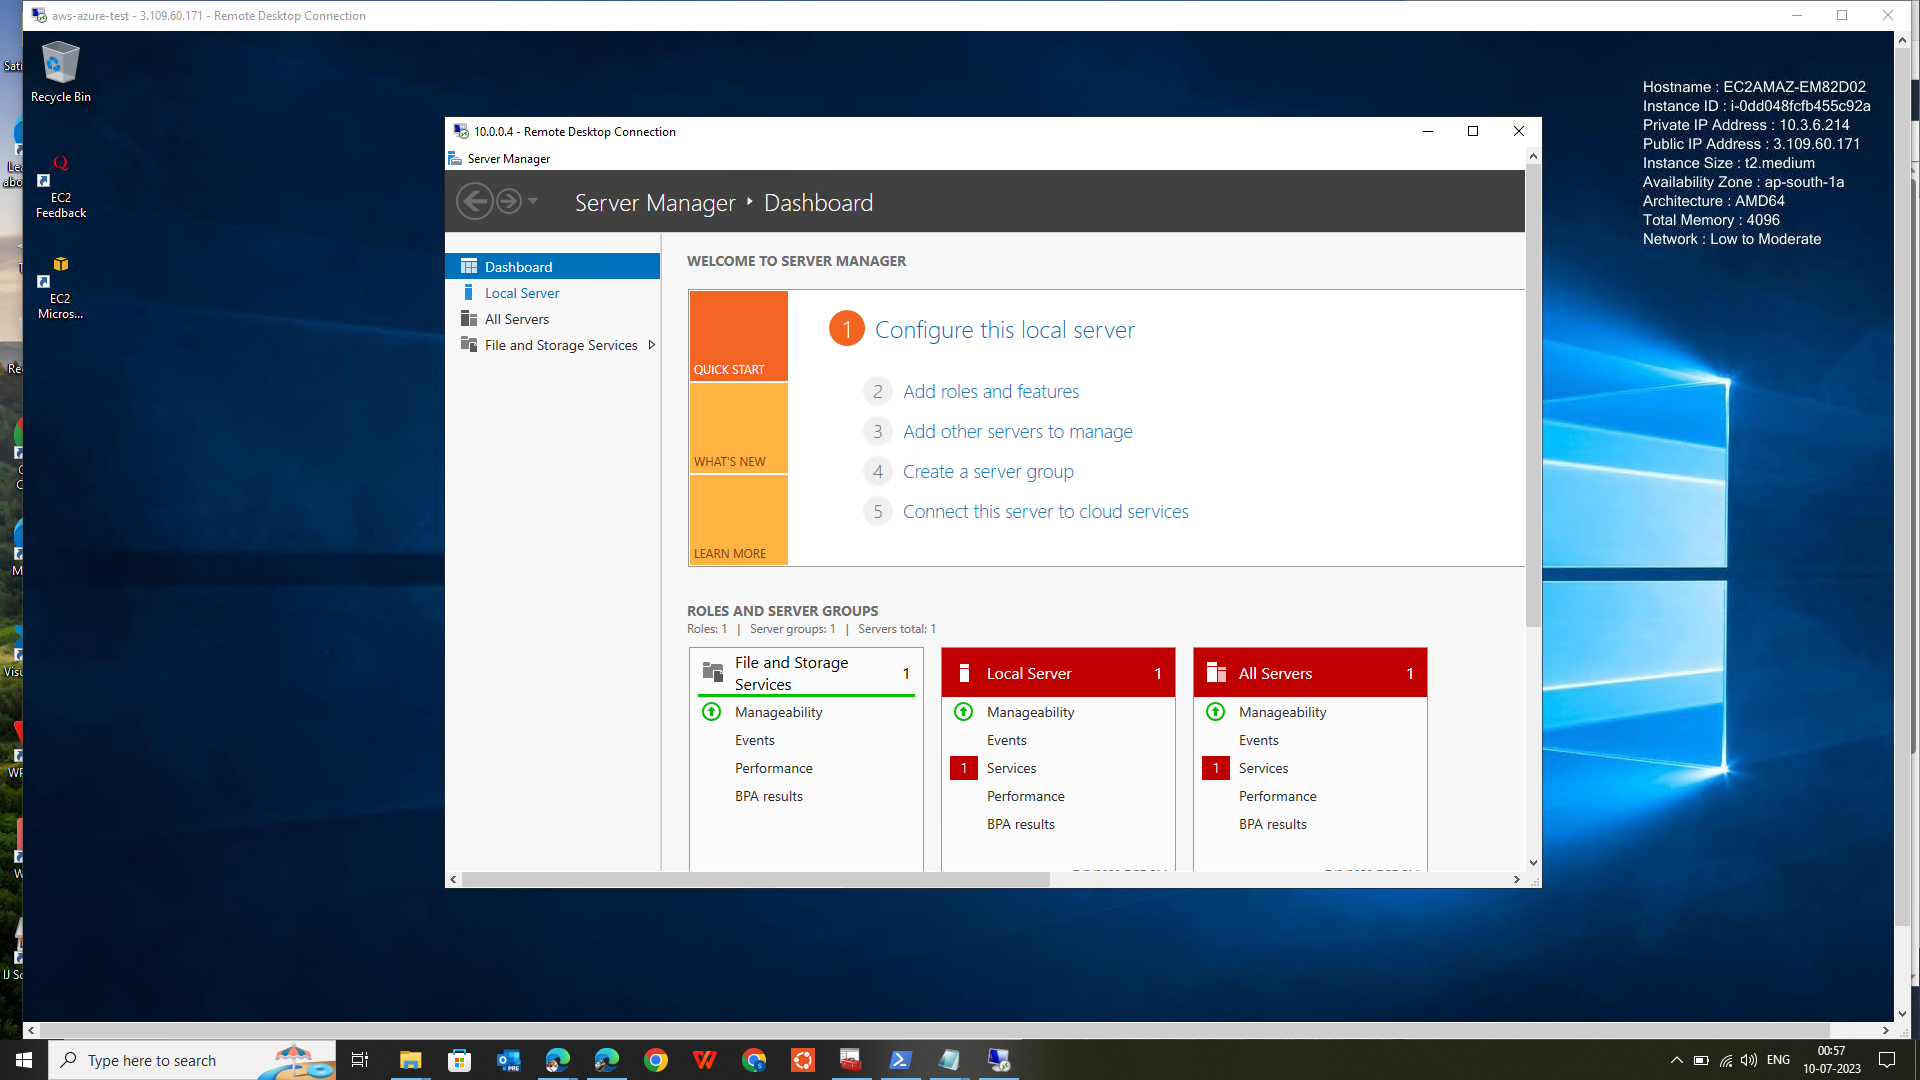 aws-azure-test - 3.109.60.171 - Remote Desktop Connection
Recycle Bin
EC2
Feedback
EC2
Micros...
Hostname : EC2AMAZ-EM82D02
Instance ID : i-0dd048fcfb455c92a
Private IP Address : 10.3.6.214
Public IP Address : 3.109.60.171
Instance Size : t2.medium
Availability Zone : ap-south-1a
Architecture : AMD64
Total Memory : 4096
Network : Low to Moderate
10.0.0.4 - Remote Desktop Connection
Server Manager
Server Manager ‣ Dashboard
Dashboard
Local Server
All Servers
File and Storage Services
WELCOME TO SERVER MANAGER
QUICK START
WHAT'S NEW
LEARN MORE
1 Configure this local server
2 Add roles and features
3 Add other servers to manage
4 Create a server group
5 Connect this server to cloud services
ROLES AND SERVER GROUPS
Roles: 1 | Server groups: 1 | Servers total: 1
File and Storage
Services 1
Manageability
Events
Performance
BPA results
Local Server 1
Manageability
Events
1 Services
Performance
BPA results
All Servers 1
Manageability
Events
1 Services
Performance
BPA results
Type here to search
PRE
ENG
00:57
10-07-2023